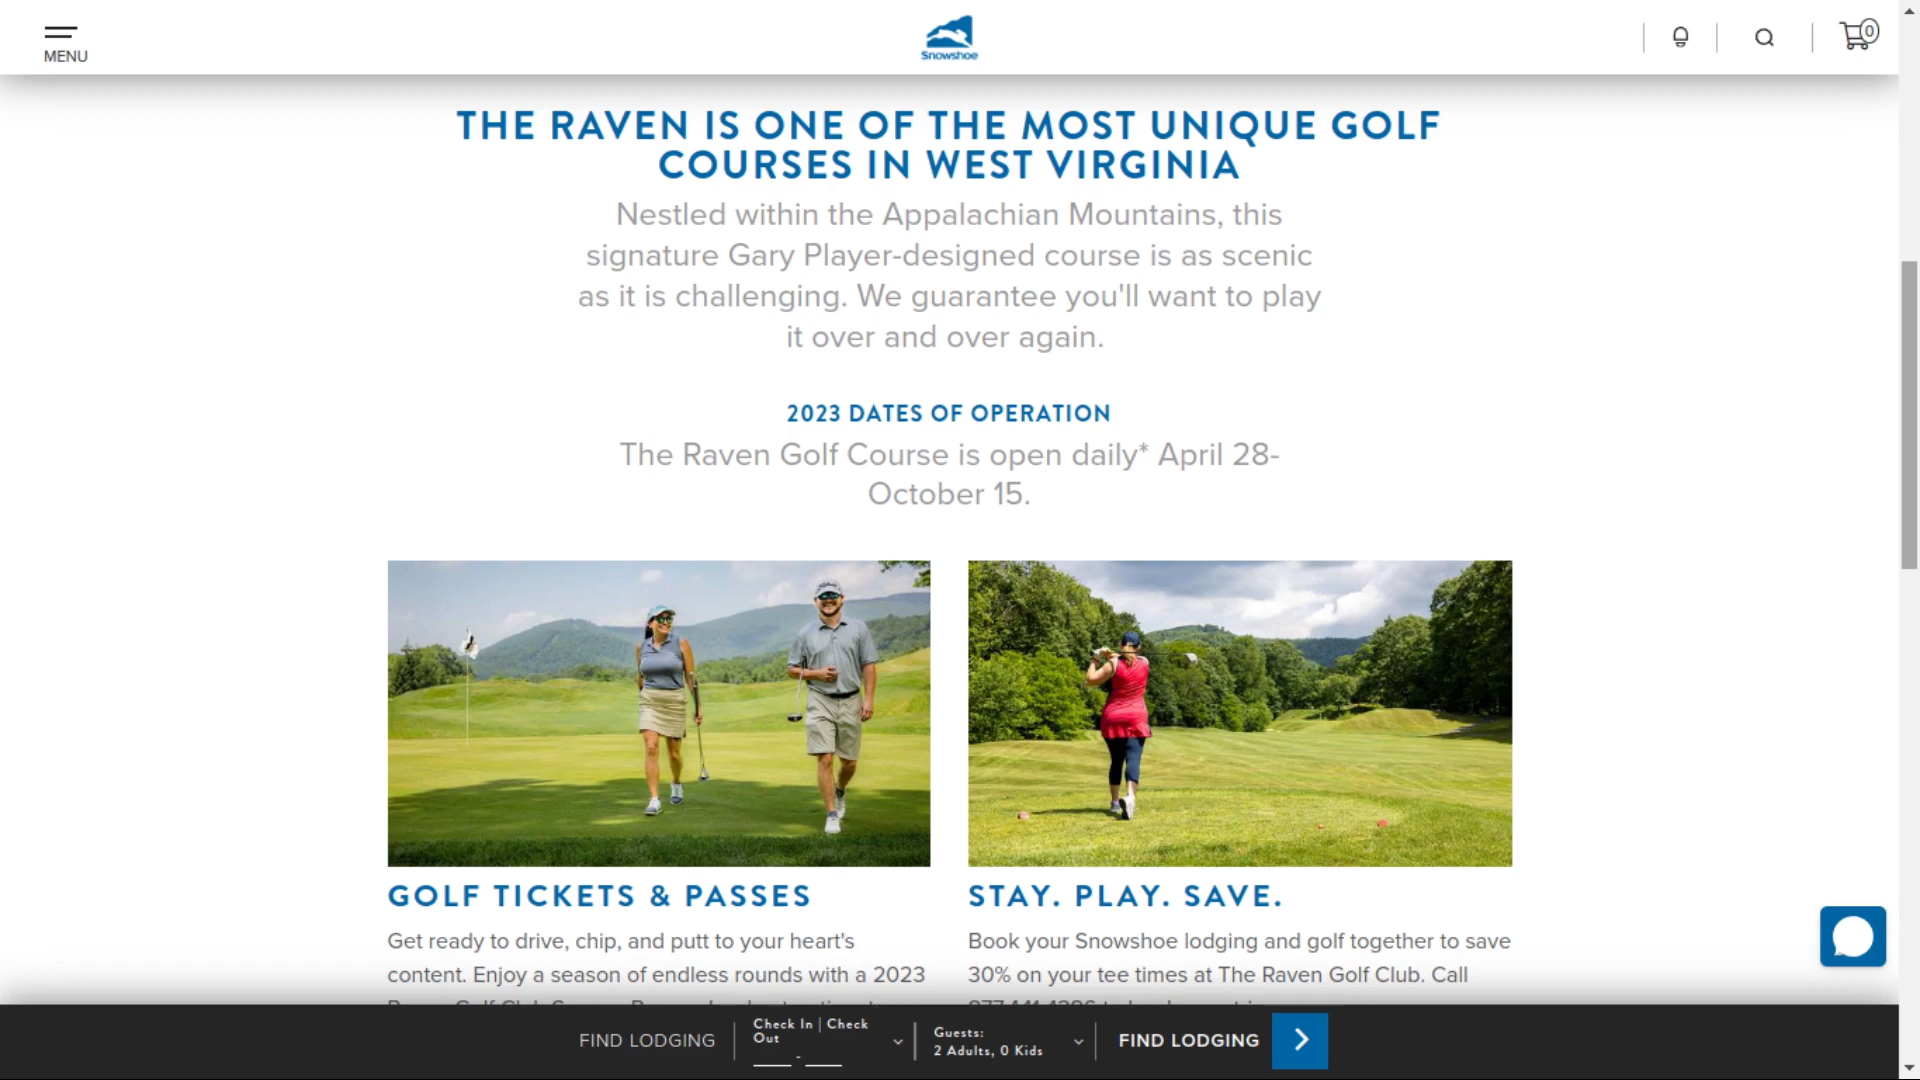 MENU
Snowshoe
0
THE RAVEN IS ONE OF THE MOST UNIQUE GOLF
COURSES IN WEST VIRGINIA
Nestled within the Appalachian Mountains, this
signature Gary Player-designed course is as scenic
as it is challenging. We guarantee you'll want to play
it over and over again.
2023 DATES OF OPERATION
The Raven Golf Course is open daily* April 28-
October 15.
GOLF TICKETS & PASSES
Get ready to drive, chip, and putt to your heart's
content. Enjoy a season of endless rounds with a 2023
STAY. PLAY. SAVE.
Book your Snowshoe lodging and golf together to save
30% on your tee times at The Raven Golf Club. Call
FIND LODGING
Check In | Check
Out
-
Guests:
2 Adults, 0 Kids
FIND LODGING